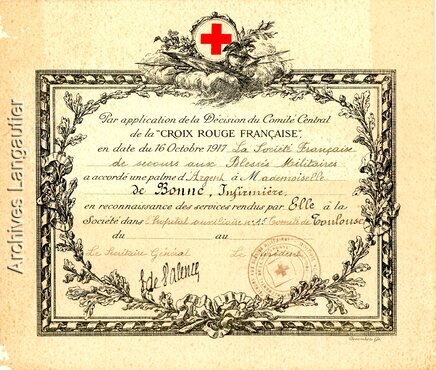 Archives Langautier
Par application de la Décision du Comité Central
de la "CROIX ROUGE FRANÇAISE",
en date du 16 Octobre 1917 La Société Française
de secours aux Blessés Militaires
a accordé une palme d'Argent à Mademoiselle
de Bonne, Infirmière,
en reconnaissance des services rendus par Elle à la
Société dans l'Hôpital auxiliaire n° 15 Comité de Toulouse
du au
Le Secrétaire Général Le Président